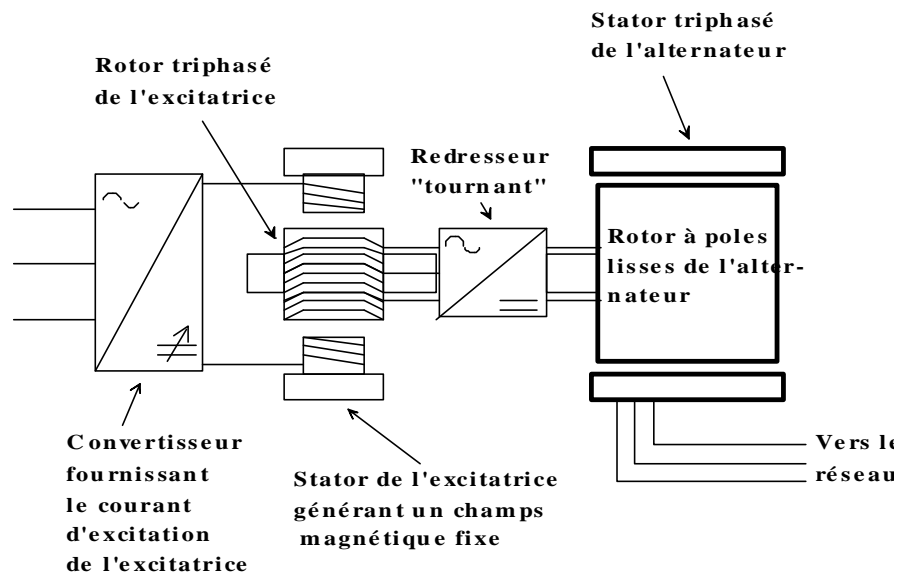 Stator triphasé
de l'alternateur
Rotor triphasé
de l'excitatrice
Redresseur
"tournant"
Rotor à poles
lisses de l'alter-
nateur
Convertisseur
fournissant
le courant
d'excitation
de l'excitatrice
Stator de l'excitatrice
générant un champs
magnétique fixe
Vers le
réseau